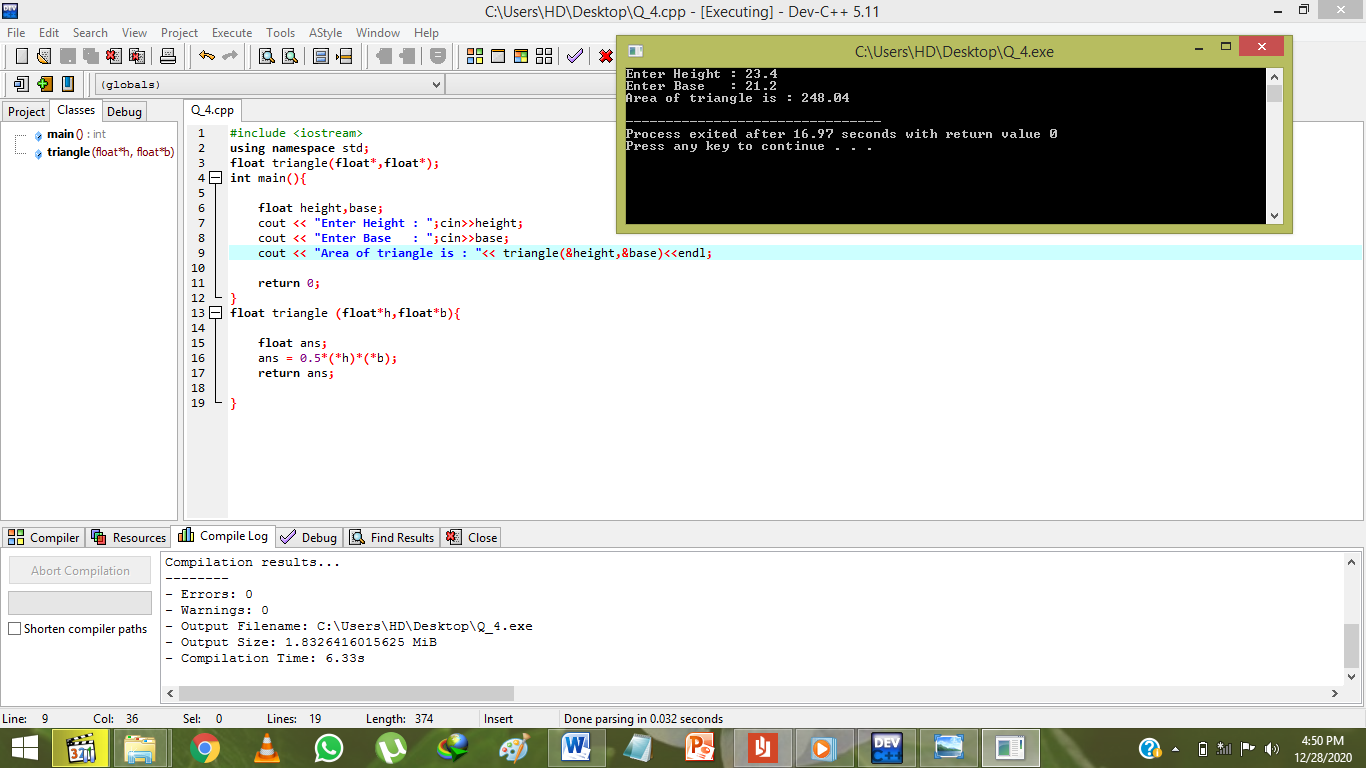 C:\Users\HD\Desktop\Q_4.cpp - [Executing] - Dev-C++ 5.11
File Edit Search View Project Execute Tools AStyle Window Help
(globals)
Project Classes Debug
main () : int
triangle (float*h, float*b)
Q_4.cpp
1 #include <iostream>
2 using namespace std;
3 float triangle(float*,float*);
4 int main(){
5
6 float height,base;
7 cout << "Enter Height : ";cin>>height;
8 cout << "Enter Base   : ";cin>>base;
9 cout << "Area of triangle is : "<< triangle(&height,&base)<<endl;
10
11 return 0;
12 }
13 float triangle (float*h,float*b){
14
15 float ans;
16 ans = 0.5*(*h)*(*b);
17 return ans;
18
19 }
C:\Users\HD\Desktop\Q_4.exe
Enter Height : 23.4
Enter Base   : 21.2
Area of triangle is : 248.04
--------------------------------
Process exited after 16.97 seconds with return value 0
Press any key to continue . . .
Compiler Resources Compile Log Debug Find Results Close
Abort Compilation
Shorten compiler paths
Compilation results...
--------
- Errors: 0
- Warnings: 0
- Output Filename: C:\Users\HD\Desktop\Q_4.exe
- Output Size: 1.8326416015625 MiB
- Compilation Time: 6.33s
Line: 9 Col: 36 Sel: 0 Lines: 19 Length: 374 Insert Done parsing in 0.032 seconds
4:50 PM
12/28/2020